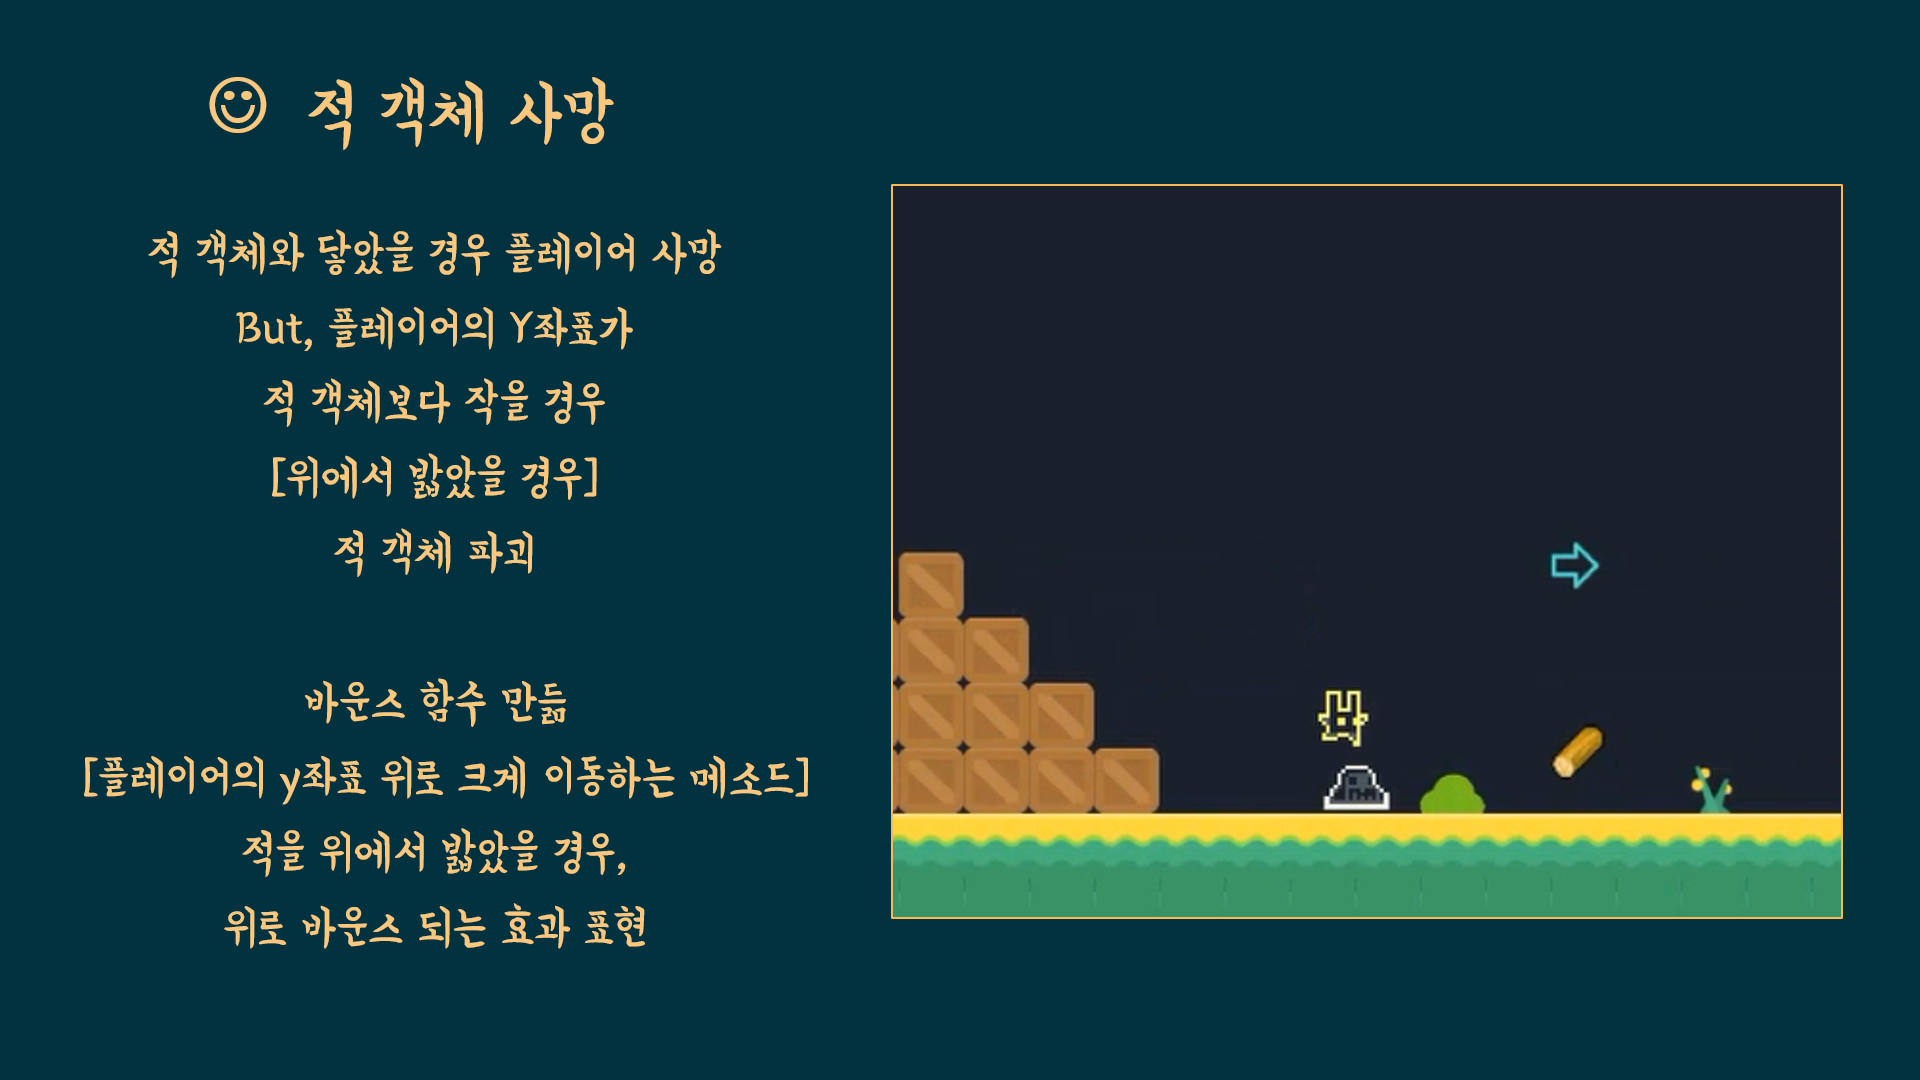 적 객체 사망
적 객체와 닿았을 경우 플레이어 사망
But, 플레이어의 Y좌표가
적 객체보다 작을 경우
[위에서 밟았을 경우]
적 객체 파괴
바운스 함수 만듦
[플레이어의 y좌표 위로 크게 이동하는 메소드]
적을 위에서 밟았을 경우,
위로 바운스 되는 효과 표현